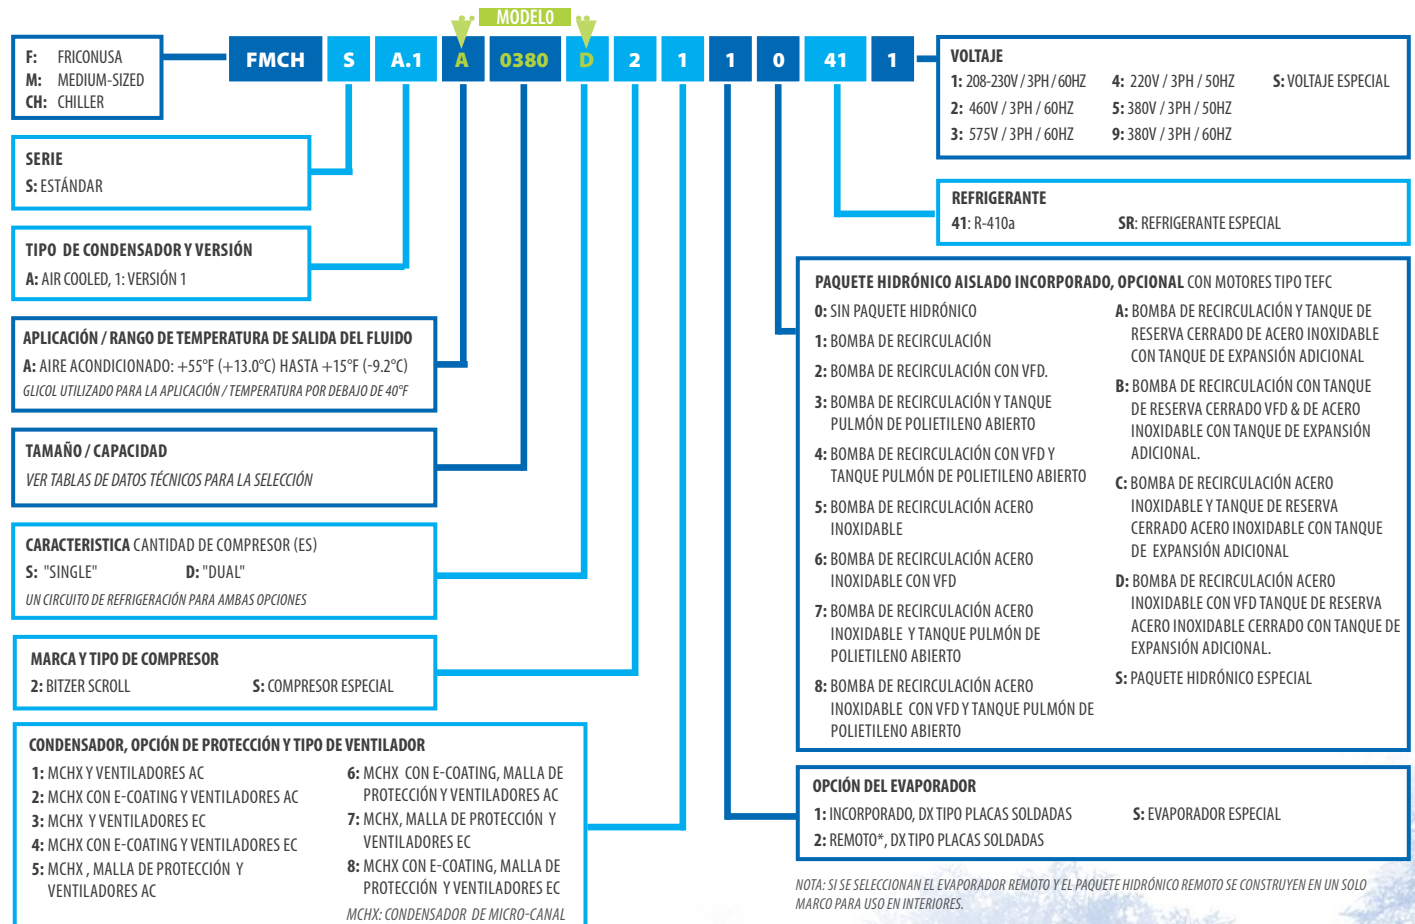 MODELO
FMCH S A.1 A 0380 D 2 1 1 0 41 1
F: FRICONUSA
M: MEDIUM-SIZED
CH: CHILLER
SERIE
S: ESTÁNDAR
TIPO DE CONDENSADOR Y VERSIÓN
A: AIR COOLED, 1: VERSIÓN 1
APLICACIÓN / RANGO DE TEMPERATURA DE SALIDA DEL FLUIDO
A: AIRE ACONDICIONADO: +55°F (+13.0°C) HASTA +15°F (-9.2°C)
GLICOL UTILIZADO PARA LA APLICACIÓN / TEMPERATURA POR DEBAJO DE 40°F
TAMAÑO / CAPACIDAD
VER TABLAS DE DATOS TÉCNICOS PARA LA SELECCIÓN
CARACTERISTICA CANTIDAD DE COMPRESOR (ES)
S: "SINGLE" D: "DUAL"
UN CIRCUITO DE REFRIGERACIÓN PARA AMBAS OPCIONES
MARCA Y TIPO DE COMPRESOR
2: BITZER SCROLL S: COMPRESOR ESPECIAL
CONDENSADOR, OPCIÓN DE PROTECCIÓN Y TIPO DE VENTILADOR
1: MCHX Y VENTILADORES AC
2: MCHX CON E-COATING Y VENTILADORES AC
3: MCHX Y VENTILADORES EC
4: MCHX CON E-COATING Y VENTILADORES EC
5: MCHX , MALLA DE PROTECCIÓN Y
VENTILADORES AC
6: MCHX CON E-COATING, MALLA DE
PROTECCIÓN Y VENTILADORES AC
7: MCHX, MALLA DE PROTECCIÓN Y
VENTILADORES EC
8: MCHX CON E-COATING, MALLA DE
PROTECCIÓN Y VENTILADORES EC
MCHX: CONDENSADOR DE MICRO-CANAL
VOLTAJE
1: 208-230V / 3PH / 60HZ 4: 220V / 3PH / 50HZ S: VOLTAJE ESPECIAL
2: 460V / 3PH / 60HZ 5: 380V / 3PH / 50HZ
3: 575V / 3PH / 60HZ 9: 380V / 3PH / 60HZ
REFRIGERANTE
41: R-410a SR: REFRIGERANTE ESPECIAL
PAQUETE HIDRÓNICO AISLADO INCORPORADO, OPCIONAL CON MOTORES TIPO TEFC
0: SIN PAQUETE HIDRÓNICO
1: BOMBA DE RECIRCULACIÓN
2: BOMBA DE RECIRCULACIÓN CON VFD.
3: BOMBA DE RECIRCULACIÓN Y TANQUE
PULMÓN DE POLIETILENO ABIERTO
4: BOMBA DE RECIRCULACIÓN CON VFD Y
TANQUE PULMÓN DE POLIETILENO ABIERTO
5: BOMBA DE RECIRCULACIÓN ACERO
INOXIDABLE
6: BOMBA DE RECIRCULACIÓN ACERO
INOXIDABLE CON VFD
7: BOMBA DE RECIRCULACIÓN ACERO
INOXIDABLE Y TANQUE PULMÓN DE
POLIETILENO ABIERTO
8: BOMBA DE RECIRCULACIÓN ACERO
INOXIDABLE CON VFD Y TANQUE PULMÓN DE
POLIETILENO ABIERTO
A: BOMBA DE RECIRCULACIÓN Y TANQUE DE
RESERVA CERRADO DE ACERO INOXIDABLE
CON TANQUE DE EXPANSIÓN ADICIONAL
B: BOMBA DE RECIRCULACIÓN CON TANQUE
DE RESERVA CERRADO VFD & DE ACERO
INOXIDABLE CON TANQUE DE EXPANSIÓN
ADICIONAL.
C: BOMBA DE RECIRCULACIÓN ACERO
INOXIDABLE Y TANQUE DE RESERVA
CERRADO ACERO INOXIDABLE CON TANQUE
DE EXPANSIÓN ADICIONAL
D: BOMBA DE RECIRCULACIÓN ACERO
INOXIDABLE CON VFD TANQUE DE RESERVA
ACERO INOXIDABLE CERRADO CON TANQUE DE
EXPANSIÓN ADICIONAL.
S: PAQUETE HIDRÓNICO ESPECIAL
OPCIÓN DEL EVAPORADOR
1: INCORPORADO, DX TIPO PLACAS SOLDADAS S: EVAPORADOR ESPECIAL
2: REMOTO*, DX TIPO PLACAS SOLDADAS
NOTA: SI SE SELECCIONAN EL EVAPORADOR REMOTO Y EL PAQUETE HIDRÓNICO REMOTO SE CONSTRUYEN EN UN SOLO
MARCO PARA USO EN INTERIORES.